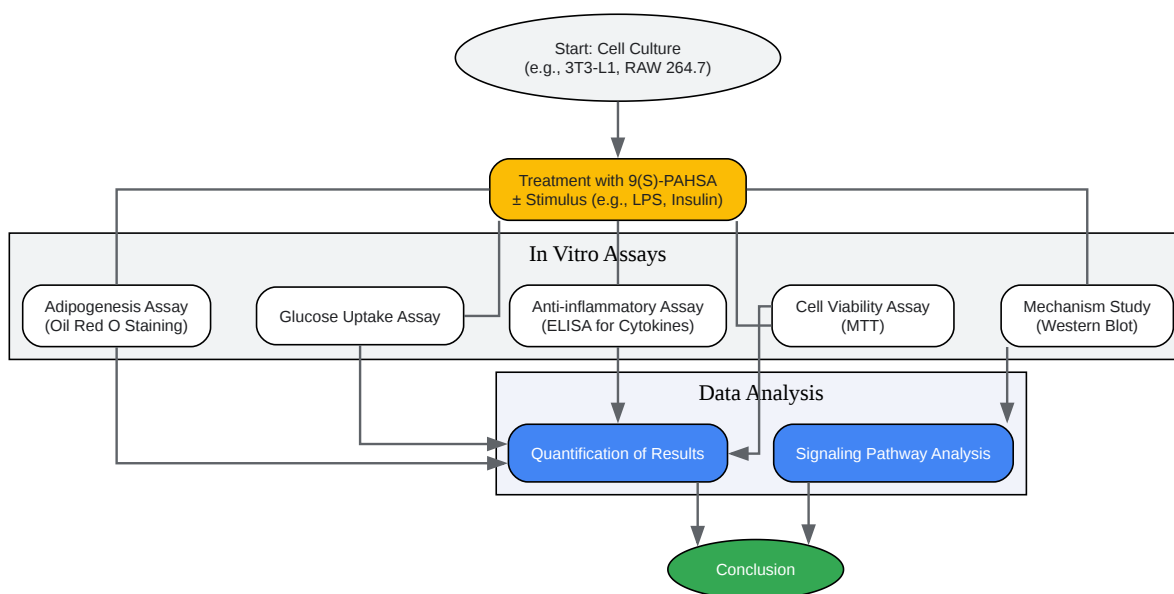 Start: Cell Culture
(e.g., 3T3-L1, RAW 264.7)
Treatment with 9(S)-PAHSA
± Stimulus (e.g., LPS, Insulin)
In Vitro Assays
Adipogenesis Assay
(Oil Red O Staining)
Glucose Uptake Assay
Anti-inflammatory Assay
(ELISA for Cytokines)
Cell Viability Assay
(MTT)
Mechanism Study
(Western Blot)
Data Analysis
Quantification of Results
Signaling Pathway Analysis
Conclusion